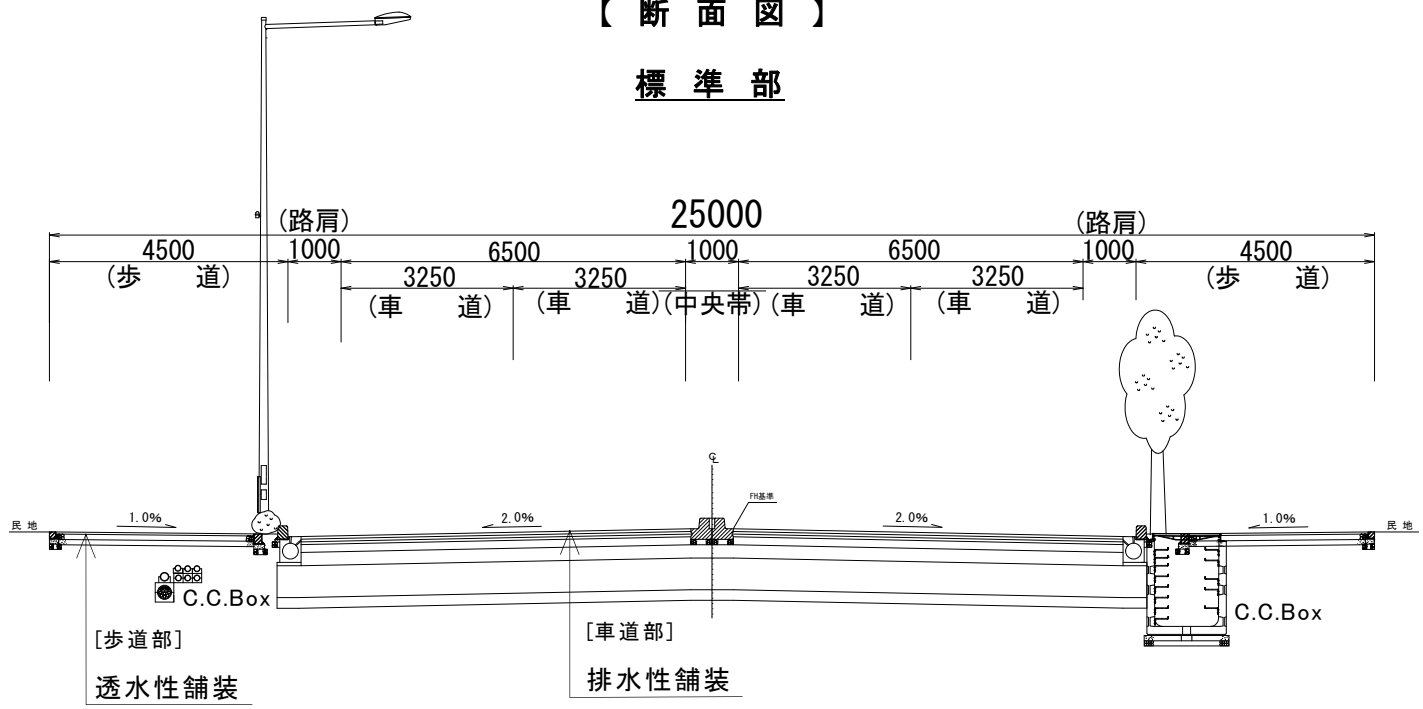 【断面図】
標準部
25000
(路肩) (路肩)
4500 1000 6500 1000 6500 1000 4500
(歩道) 3250 3250 3250 3250 (歩道)
(車道) (車道) (中央帯) (車道) (車道)
℄
FH基準
民地 1.0% 2.0% 2.0% 1.0% 民地
C.C.Box C.C.Box
[歩道部] [車道部]
透水性舗装 排水性舗装